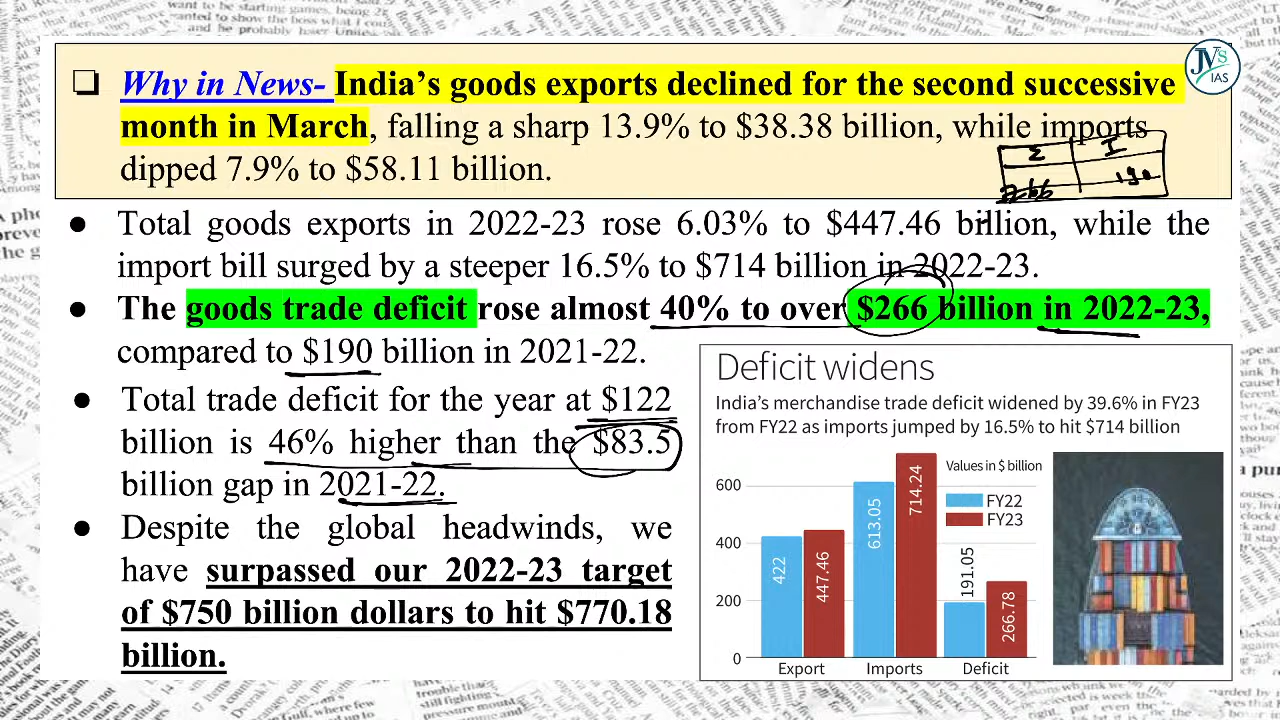 ❑ Why in News- India's goods exports declined for the second successive
month in March, falling a sharp 13.9% to $38.38 billion, while imports
dipped 7.9% to $58.11 billion.
JV's
IAS
I
● Total goods exports in 2022-23 rose 6.03% to $447.46 billion, while the
import bill surged by a steeper 16.5% to $714 billion in 2022-23.
● The goods trade deficit rose almost 40% to over $266 billion in 2022-23,
compared to $190 billion in 2021-22.
● Total trade deficit for the year at $122
billion is 46% higher than the $83.5
billion gap in 2021-22.
● Despite the global headwinds, we
have surpassed our 2022-23 target
of $750 billion dollars to hit $770.18
billion.
Deficit widens
India's merchandise trade deficit widened by 39.6% in FY23
from FY22 as imports jumped by 16.5% to hit $714 billion
Values in $ billion
FY22
FY23
600
400
200
0
422
447.46
613.05
714.24
191.05
266.78
Export Imports Deficit